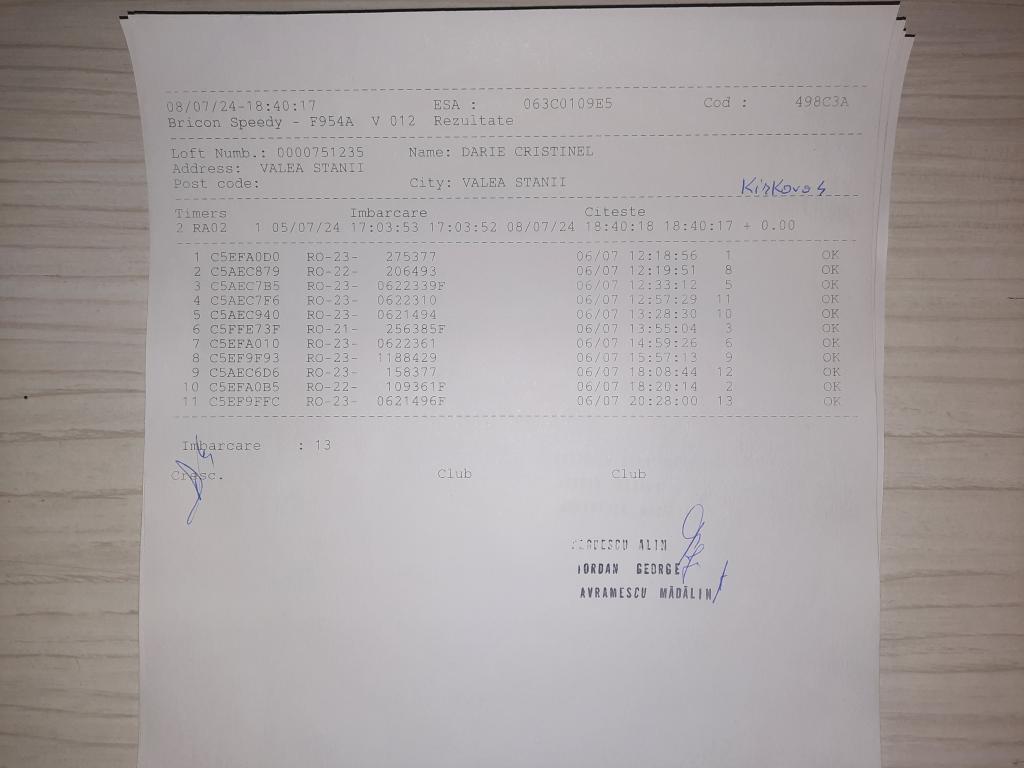 08/07/24-18:40:17 ESA : 063C0109E5 Cod : 498C3A
Bricon Speedy - F954A V 012 Rezultate
Loft Numb.: 0000751235 Name: DARIE CRISTINEL
Address: VALEA STANII
Post code: City: VALEA STANII
Timers Imbarcare Citeste
2 RA02 1 05/07/24 17:03:53 17:03:52 08/07/24 18:40:18 18:40:17 + 0.00
1 C5EFA0D0 RO-23- 275377 06/07 12:18:56 1 OK
2 C5AEC879 RO-22- 206493 06/07 12:19:51 8 OK
3 C5AEC7B5 RO-23- 0622339F 06/07 12:33:12 5 OK
4 C5AEC7F6 RO-23- 0622310 06/07 12:57:29 11 OK
5 C5AEC940 RO-23- 0621494 06/07 13:28:30 10 OK
6 C5FFE73F RO-21- 256385F 06/07 13:55:04 3 OK
7 C5EFA010 RO-23- 0622361 06/07 14:59:26 6 OK
8 C5EF9F93 RO-23- 1188429 06/07 15:57:13 9 OK
9 C5AEC6D6 RO-23- 158377 06/07 18:08:44 12 OK
10 C5EFA0B5 RO-22- 109361F 06/07 18:20:14 2 OK
11 C5EF9FFC RO-23- 0621496F 06/07 20:28:00 13 OK
Imbarcare : 13
Cresc. Club Club
ALIN
IORDAN GEORGE
AVRAMESCU MĂDĂLIN